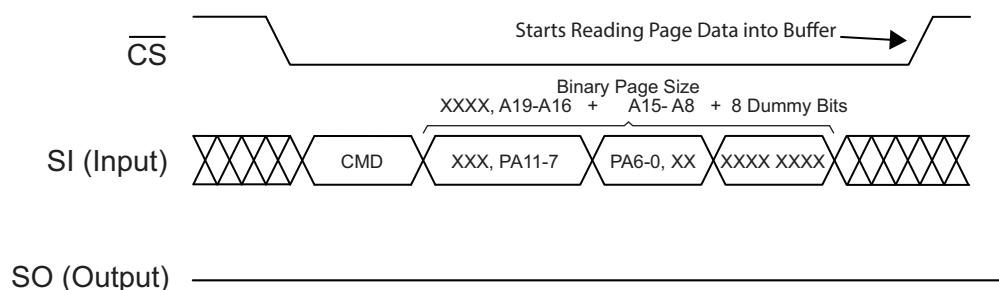 Starts Reading Page Data into Buffer
CS
Binary Page Size
XXXX, A19-A16 + A15- A8 + 8 Dummy Bits
SI (Input) CMD XXX, PA11-7 PA6-0, XX XXXX XXXX
SO (Output)